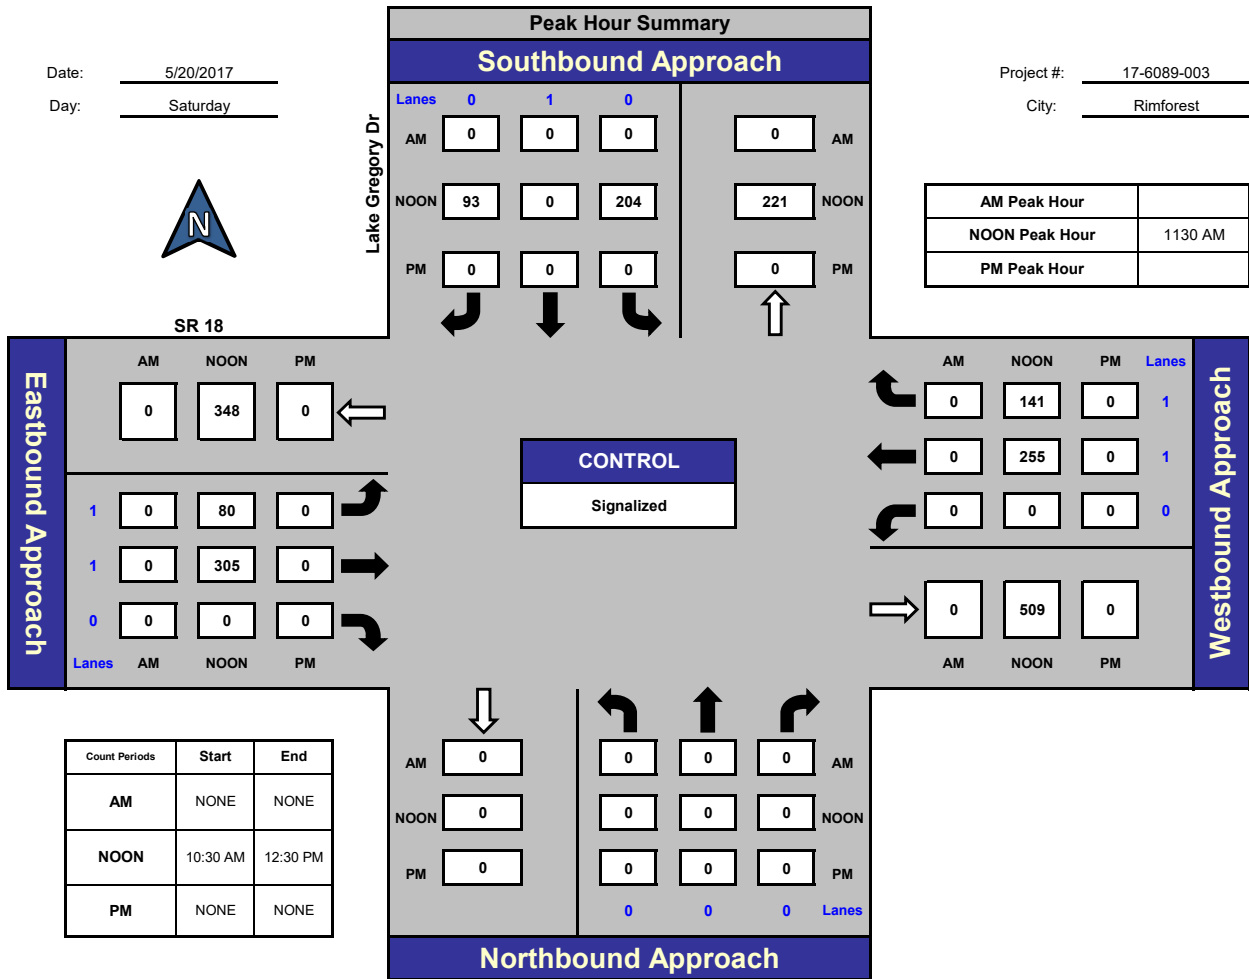 Peak Hour Summary
Southbound Approach
Date: 5/20/2017
Day: Saturday
Project #: 17-6089-003
City: Rimforest
N
Lake Gregory Dr
Lanes 0 1 0
AM 0 0 0 0 AM
NOON 93 0 204 221 NOON
PM 0 0 0 0 PM
AM Peak Hour
NOON Peak Hour 1130 AM
PM Peak Hour
SR 18
Eastbound Approach
AM NOON PM
0 348 0
1 0 80 0
1 0 305 0
0 0 0 0
Lanes AM NOON PM
CONTROL
Signalized
AM NOON PM Lanes
0 141 0 1
0 255 0 1
0 0 0 0
0 509 0
AM NOON PM
Westbound Approach
Count Periods Start End
AM NONE NONE
NOON 10:30 AM 12:30 PM
PM NONE NONE
AM 0 0 0 0 AM
NOON 0 0 0 0 NOON
PM 0 0 0 0 PM
0 0 0 Lanes
Northbound Approach